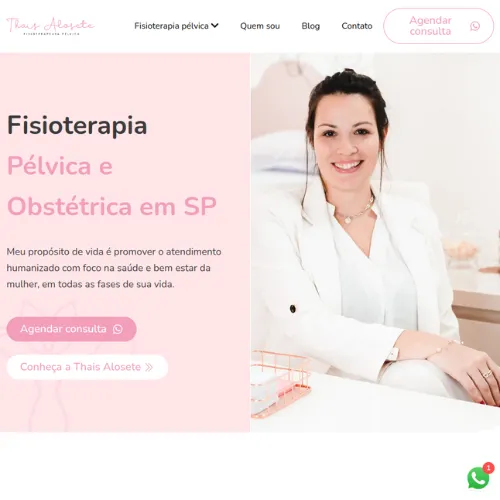 Thais Alosete
FISIOTERAPEUTA PÉLVICA
Fisioterapia pélvica
Quem sou
Blog
Contato
Agendar
consulta
Fisioterapia
Pélvica e
Obstétrica em SP
Meu propósito de vida é promover o atendimento
humanizado com foco na saúde e bem estar da
mulher, em todas as fases de sua vida.
Agendar consulta
Conheça a Thais Alosete
1